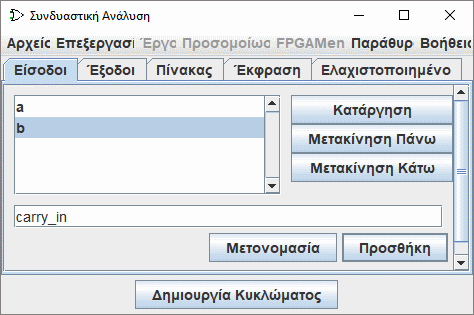 Συνδυαστική Ανάλυση
Αρχείς Επεξεργασί Έργο Προσομοίωσ FPGAMen Παράθυρ Βοήθεις
Είσοδοι Έξοδοι Πίνακας Έκφραση Ελαχιστοποιημένο
a
b
Κατάργηση
Μετακίνηση Πάνω
Μετακίνηση Κάτω
carry_in
Μετονομασία Προσθήκη
Δημιουργία Κυκλώματος